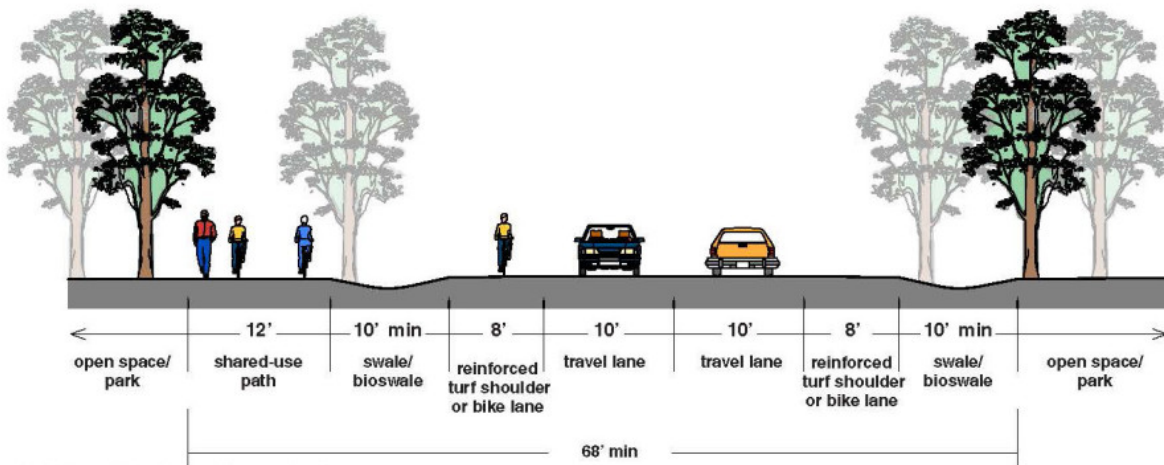 12’ 10’ min 8’ 10’ 10’ 8’ 10’ min
open space/
park
shared-use
path
swale/
bioswale
reinforced
turf shoulder
or bike lane
travel lane
travel lane
reinforced
turf shoulder
or bike lane
swale/
bioswale
open space/
park
68’ min